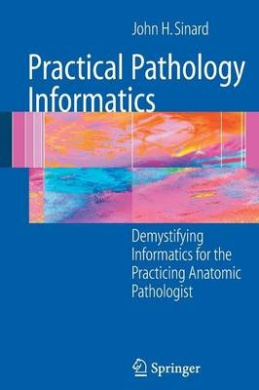 John H. Sinard
Practical Pathology
Informatics
Demystifying
Informatics for the
Practicing Anatomic
Pathologist
Springer